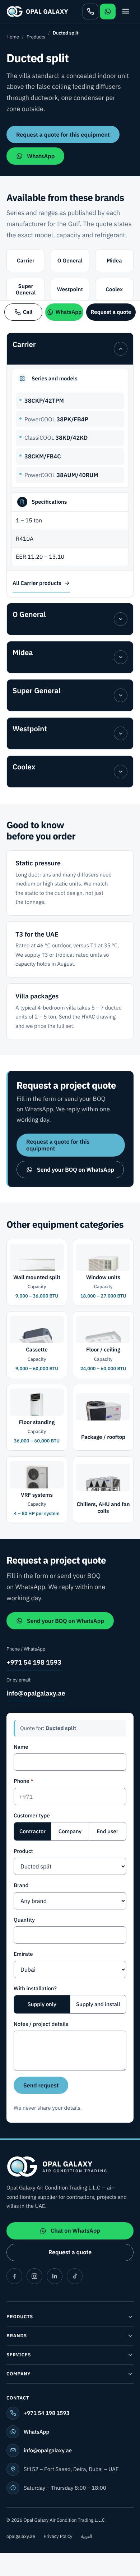 OPAL GALAXY
Home / Products / Ducted split
Ducted split
The villa standard: a concealed indoor unit
above the false ceiling, feeding slot or
square diffusers, with one condenser per
system outside.
Request a quote for this equipment
WhatsApp
Available from these brands
Series and ranges as published by each
manufacturer for the Gulf. The quote states
the exact model, capacity and refrigerant.
Carrier
O General
Midea
Super
General
Westpoint
Coolex
Call
WhatsApp
Request a quote
Carrier
Series and models
38CKP/42TPM
PowerCOOL 38PK/FB4P
ClassiCOOL 38KD/42KD
38CKM/FB4C
PowerCOOL 38AUM/40RUM
Specifications
1 – 15 ton
R410A
EER 11.20 – 13.10
All Carrier products →
O General
Midea
Super General
Westpoint
Coolex
Good to know
before you order
Static pressure
Long duct runs and many diffusers need
medium or high static units. We match
the static to the duct design, not just
the tonnage.
T3 for the UAE
Rated at 46 °C outdoor, versus T1 at 35 °C.
We supply T3 or tropical-rated units so
capacity holds in August.
Villa packages
A typical 4-bedroom villa takes 5 – 7 ducted
units of 2 – 5 ton. Send the HVAC drawing
and we price the full set.
Request a project quote
Fill in the form or send your BOQ
on WhatsApp. We reply within one
working day.
Request a quote for this
equipment
Send your BOQ on WhatsApp
Other equipment categories
Wall mounted split
Capacity
9,000 – 36,000 BTU
Window units
Capacity
18,000 – 27,000 BTU
Cassette
Capacity
9,000 – 60,000 BTU
Floor / ceiling
Capacity
24,000 – 60,000 BTU
Floor standing
Capacity
36,000 – 60,000 BTU
Package / rooftop
VRF systems
Capacity
4 – 80 HP per system
Chillers, AHU and fan
coils
Request a project quote
Fill in the form or send your BOQ
on WhatsApp. We reply within one
working day.
Send your BOQ on WhatsApp
Phone / WhatsApp
+971 54 198 1593
Or by email:
info@opalgalaxy.ae
Quote for: Ducted split
Name
Phone *
+971
Customer type
Contractor
Company
End user
Product
Ducted split
Brand
Any brand
Quantity
Emirate
Dubai
With installation?
Supply only
Supply and install
Notes / project details
Send request
We never share your details.
OPAL GALAXY
AIR CONDITION TRADING
Opal Galaxy Air Condition Trading L.L.C —
air conditioning supplier for contractors, projects and
villas in the UAE.
Chat on WhatsApp
Request a quote
PRODUCTS
BRANDS
SERVICES
COMPANY
CONTACT
+971 54 198 1593
WhatsApp
info@opalgalaxy.ae
St152 – Port Saeed, Deira, Dubai – UAE
Saturday – Thursday 8:00 – 18:00
© 2026 Opal Galaxy Air Condition Trading L.L.C
opalgalaxy.ae Privacy Policy العربية